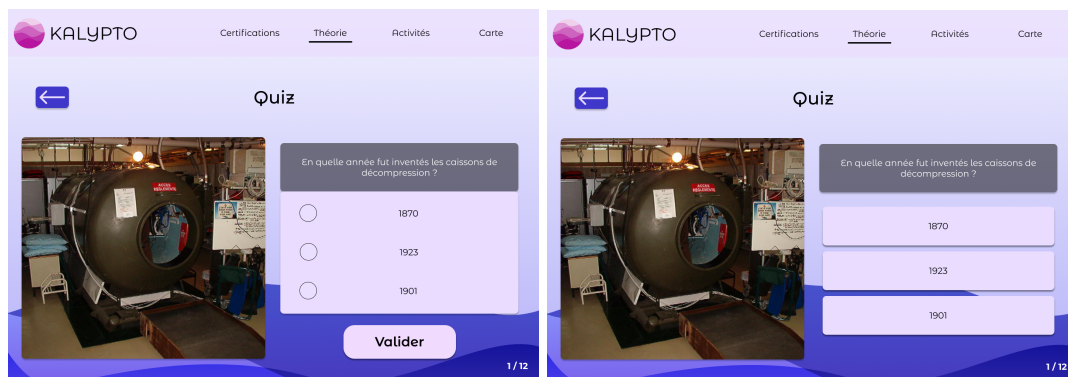 KALYPTO
Certifications
Théorie
Activités
Carte
Quiz
En quelle année fut inventés les caissons de
décompression ?
1870
1923
1901
Valider
1 / 12
KALYPTO
Certifications
Théorie
Activités
Carte
Quiz
En quelle année fut inventés les caissons de
décompression ?
1870
1923
1901
1 / 12